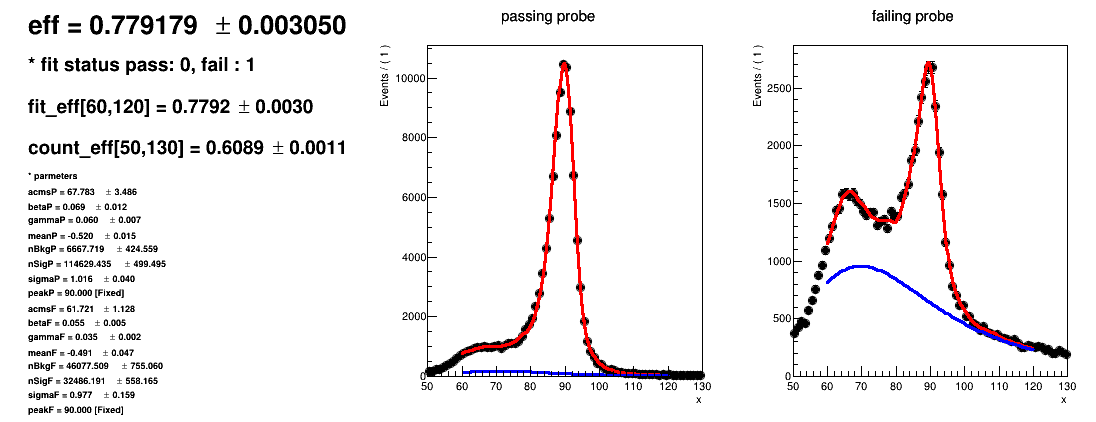 eff = 0.779179 ± 0.003050
* fit status pass: 0, fail : 1
fit_eff[60,120] = 0.7792 ± 0.0030
count_eff[50,130] = 0.6089 ± 0.0011
* parmeters
acmsP = 67.783 ± 3.486
betaP = 0.069 ± 0.012
gammaP = 0.060 ± 0.007
meanP = -0.520 ± 0.015
nBkgP = 6667.719 ± 424.559
nSigP = 114629.435 ± 499.495
sigmaP = 1.016 ± 0.040
peakP = 90.000 [Fixed]
acmsF = 61.721 ± 1.128
betaF = 0.055 ± 0.005
gammaF = 0.035 ± 0.002
meanF = -0.491 ± 0.047
nBkgF = 46077.509 ± 755.060
nSigF = 32486.191 ± 558.165
sigmaF = 0.977 ± 0.159
peakF = 90.000 [Fixed]
passing probe
Events / ( 1 )
10000
8000
6000
4000
2000
0
50 60 70 80 90 100 110 120 130
x
failing probe
Events / ( 1 )
2500
2000
1500
1000
500
0
50 60 70 80 90 100 110 120 130
x